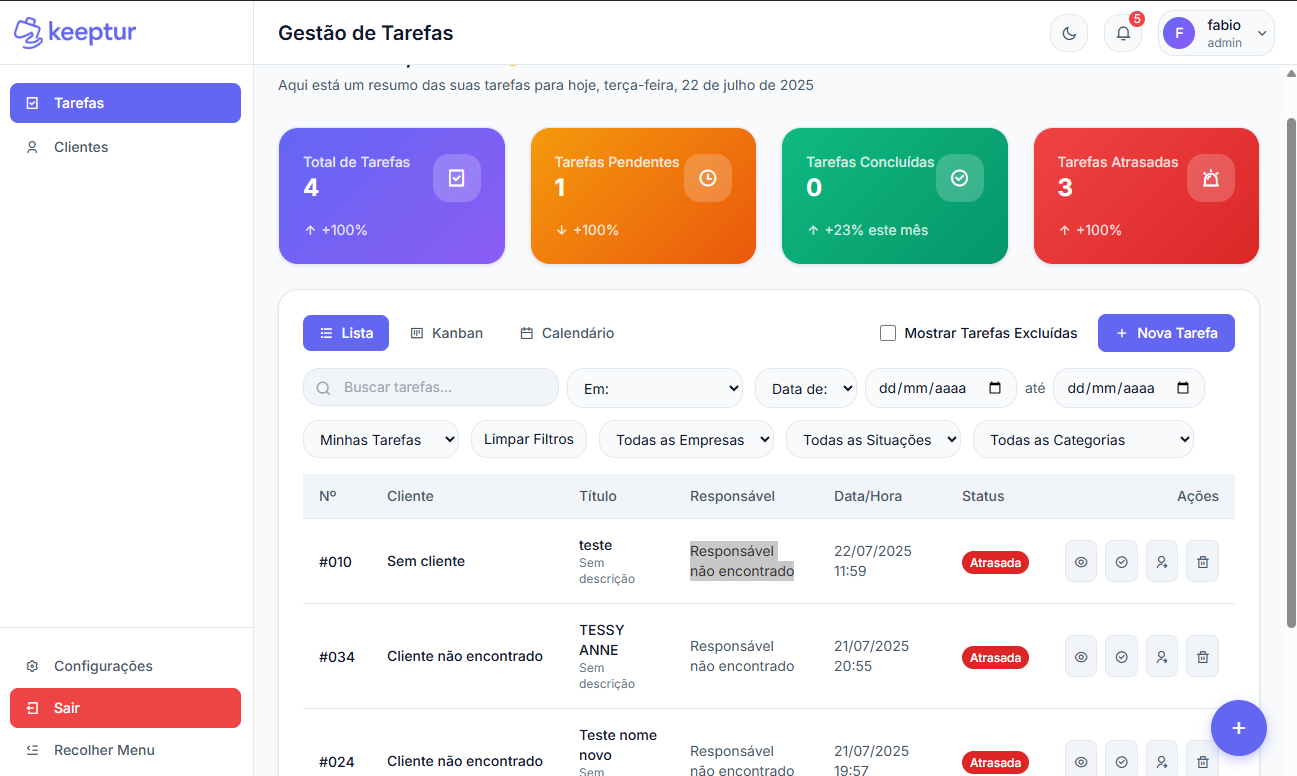 keeptur
Gestão de Tarefas
5
F
fabio
admin
Tarefas
Clientes
Configurações
Sair
Recolher Menu
Aqui está um resumo das suas tarefas para hoje, terça-feira, 22 de julho de 2025
Total de Tarefas
4
↑ +100%
Tarefas Pendentes
1
↓ +100%
Tarefas Concluídas
0
↑ +23% este mês
Tarefas Atrasadas
3
↑ +100%
Lista
Kanban
Calendário
Mostrar Tarefas Excluídas
+ Nova Tarefa
Buscar tarefas...
Em:
Data de:
dd/mm/aaaa
até
dd/mm/aaaa
Minhas Tarefas
Limpar Filtros
Todas as Empresas
Todas as Situações
Todas as Categorias
Nº
Cliente
Título
Responsável
Data/Hora
Status
Ações
#010
Sem cliente
teste
Sem
descrição
Responsável
não encontrado
22/07/2025
11:59
Atrasada
#034
Cliente não encontrado
TESSY
ANNE
Sem
descrição
Responsável
não encontrado
21/07/2025
20:55
Atrasada
#024
Cliente não encontrado
Teste nome
novo
Sem
Responsável
não encontrado
21/07/2025
19:57
Atrasada
+